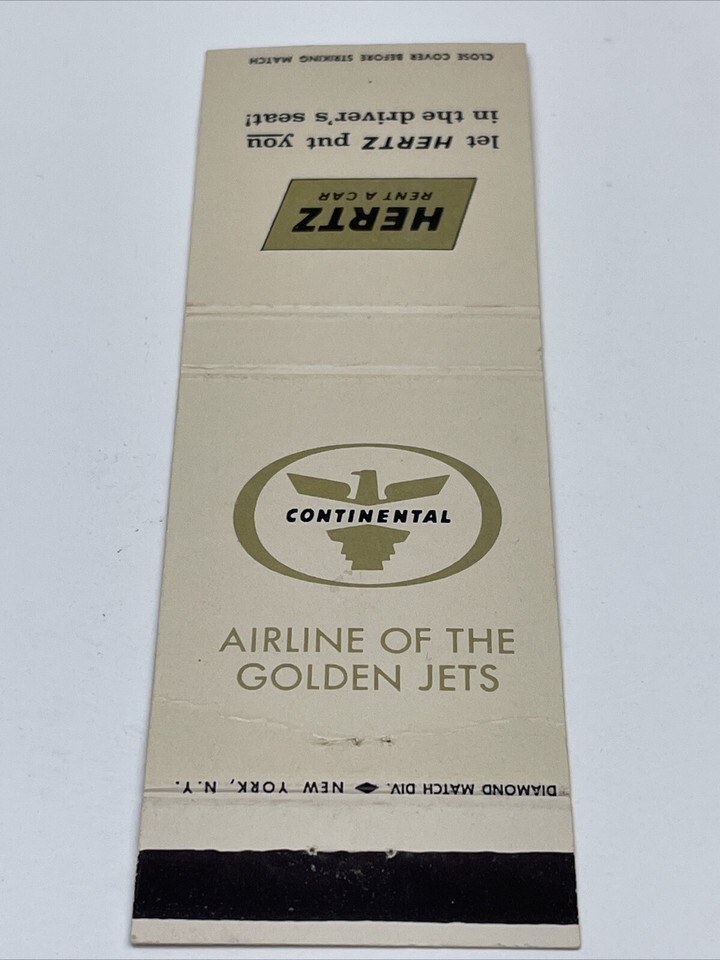 CLOSE COVER BEFORE STRIKING MATCH
let HERTZ put you
in the driver's seat!
HERTZ
RENT A CAR
CONTINENTAL
AIRLINE OF THE
GOLDEN JETS
DIAMOND MATCH DIV. NEW YORK, N.Y.